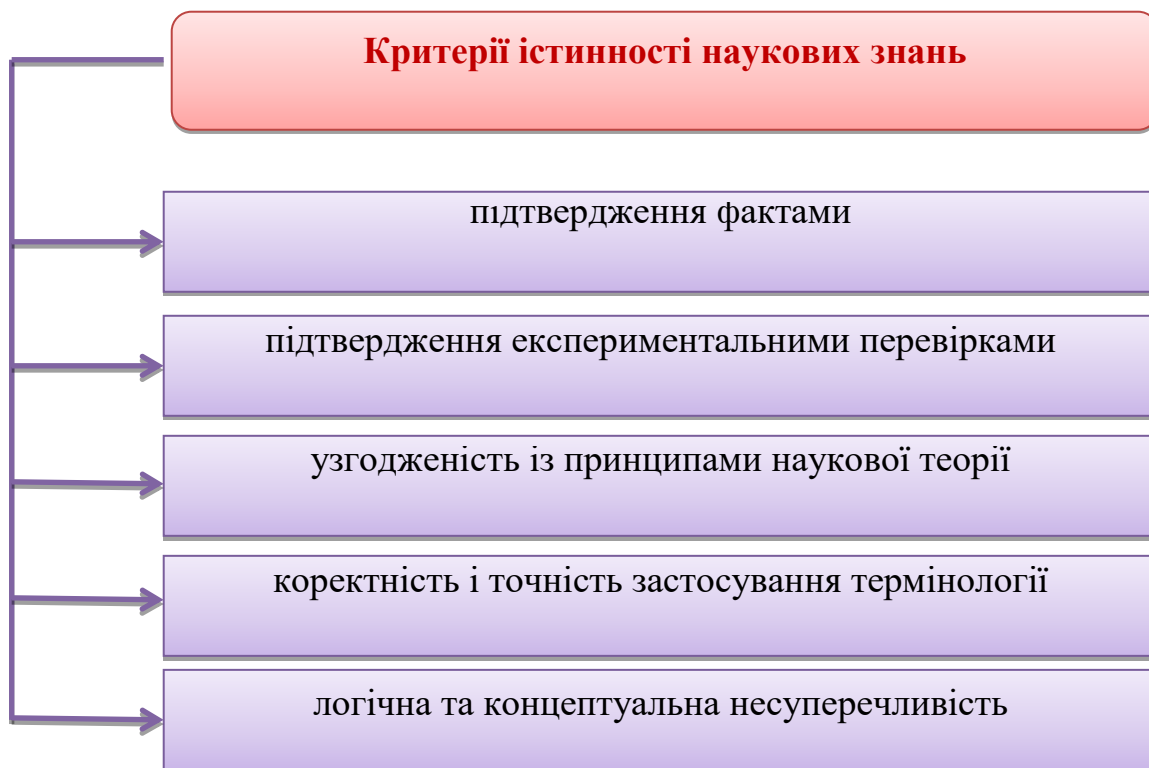 Критерії істинності наукових знань
підтвердження фактами
підтвердження експериментальними перевірками
узгодженість із принципами наукової теорії
коректність і точність застосування термінології
логічна та концептуальна несуперечливість